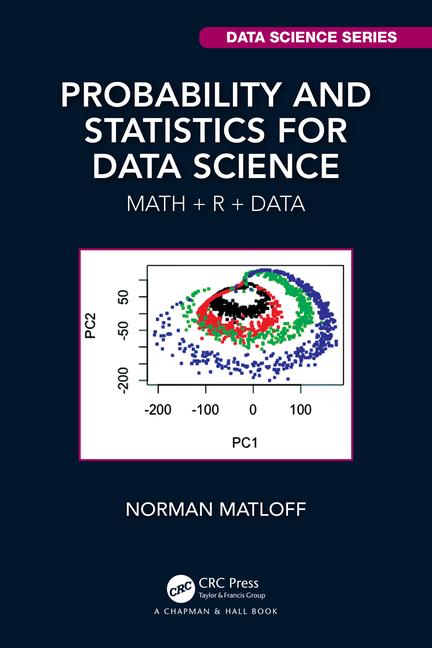 DATA SCIENCE SERIES
PROBABILITY AND
STATISTICS FOR
DATA SCIENCE
MATH + R + DATA
PC2
50
-50
-200
-200 -100 0 100
PC1
NORMAN MATLOFF
CRC
CRC Press
Taylor & Francis Group
A CHAPMAN & HALL BOOK